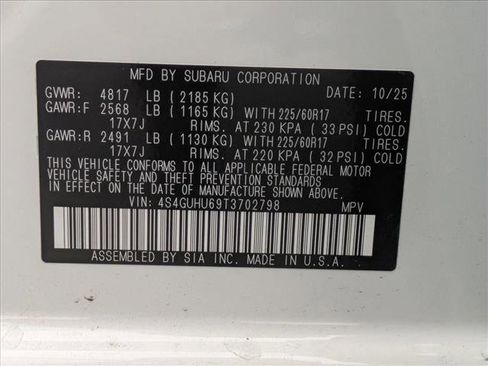 MFD BY SUBARU CORPORATION DATE: 10/25
GVWR: 4817 LB (2185 KG)
GAWR:F 2568 LB (1165 KG) WITH 225/60R17 TIRES.
17X7J RIMS. AT 230 KPA (33 PSI) COLD
GAWR:R 2491 LB (1130 KG) WITH 225/60R17 TIRES.
17X7J RIMS. AT 220 KPA (32 PSI) COLD
THIS VEHICLE CONFORMS TO ALL APPLICABLE FEDERAL MOTOR
VEHICLE SAFETY AND THEFT PREVENTION STANDARDS
IN EFFECT ON THE DATE OF MANUFACTURE SHOWN ABOVE.
VIN: 4S4GUHU69T3702798 MPV
ASSEMBLED BY SIA INC. MADE IN U.S.A.